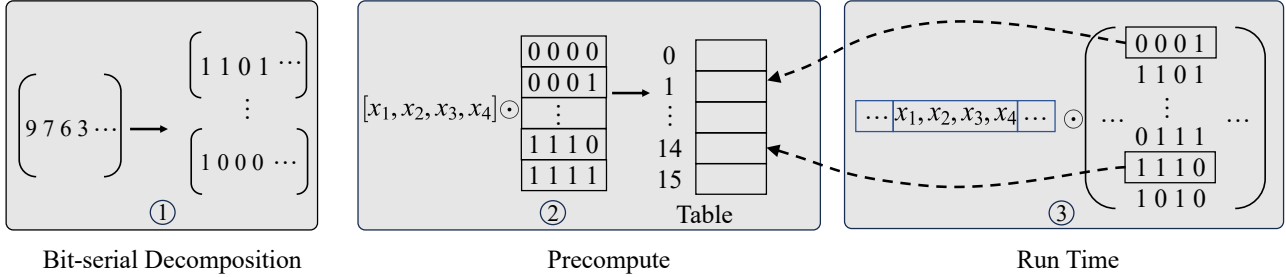 9 7 6 3 ⋯
1 1 0 1 ⋯
⋮
1 0 0 0 ⋯
①
Bit-serial Decomposition
[x₁, x₂, x₃, x₄] ⊙
0 0 0 0
0 0 0 1
⋮
1 1 1 0
1 1 1 1
0
1
⋮
14
15
②
Table
Precompute
⋯ x₁, x₂, x₃, x₄ ⋯ ⊙
0 0 0 1
1 1 0 1
⋮
⋯ ⋯
0 1 1 1
1 1 1 0
1 0 1 0
③
Run Time